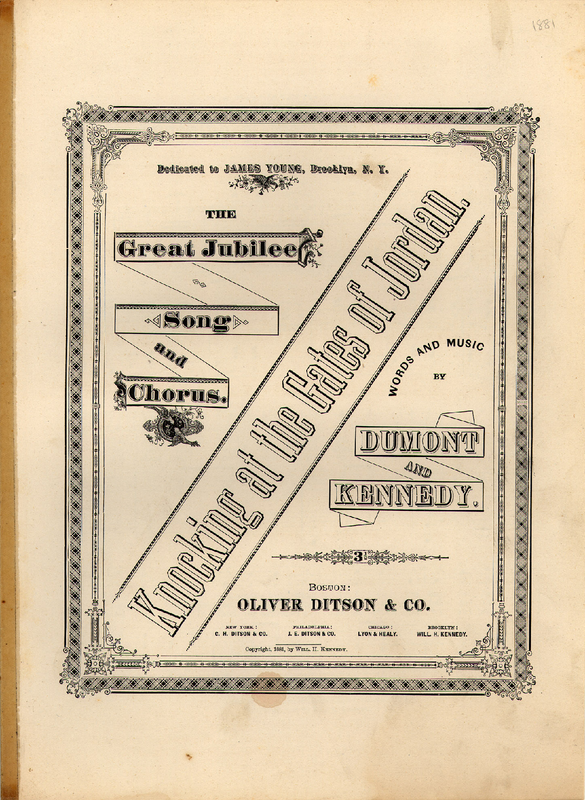 1881
Dedicated to JAMES YOUNG, Brooklyn, N. Y.
THE
Great Jubilee
Song
and
Chorus.
Knocking at the Gates of Jordan.
WORDS AND MUSIC
BY
DUMONT
AND
KENNEDY.
3
BOSTON:
OLIVER DITSON & CO.
NEW YORK: PHILADELPHIA: CHICAGO: BROOKLYN:
C. H. DITSON & CO. J. E. DITSON & CO. LYON & HEALY. WILL. H. KENNEDY.
Copyright, 1881, by WILL. H. KENNEDY.